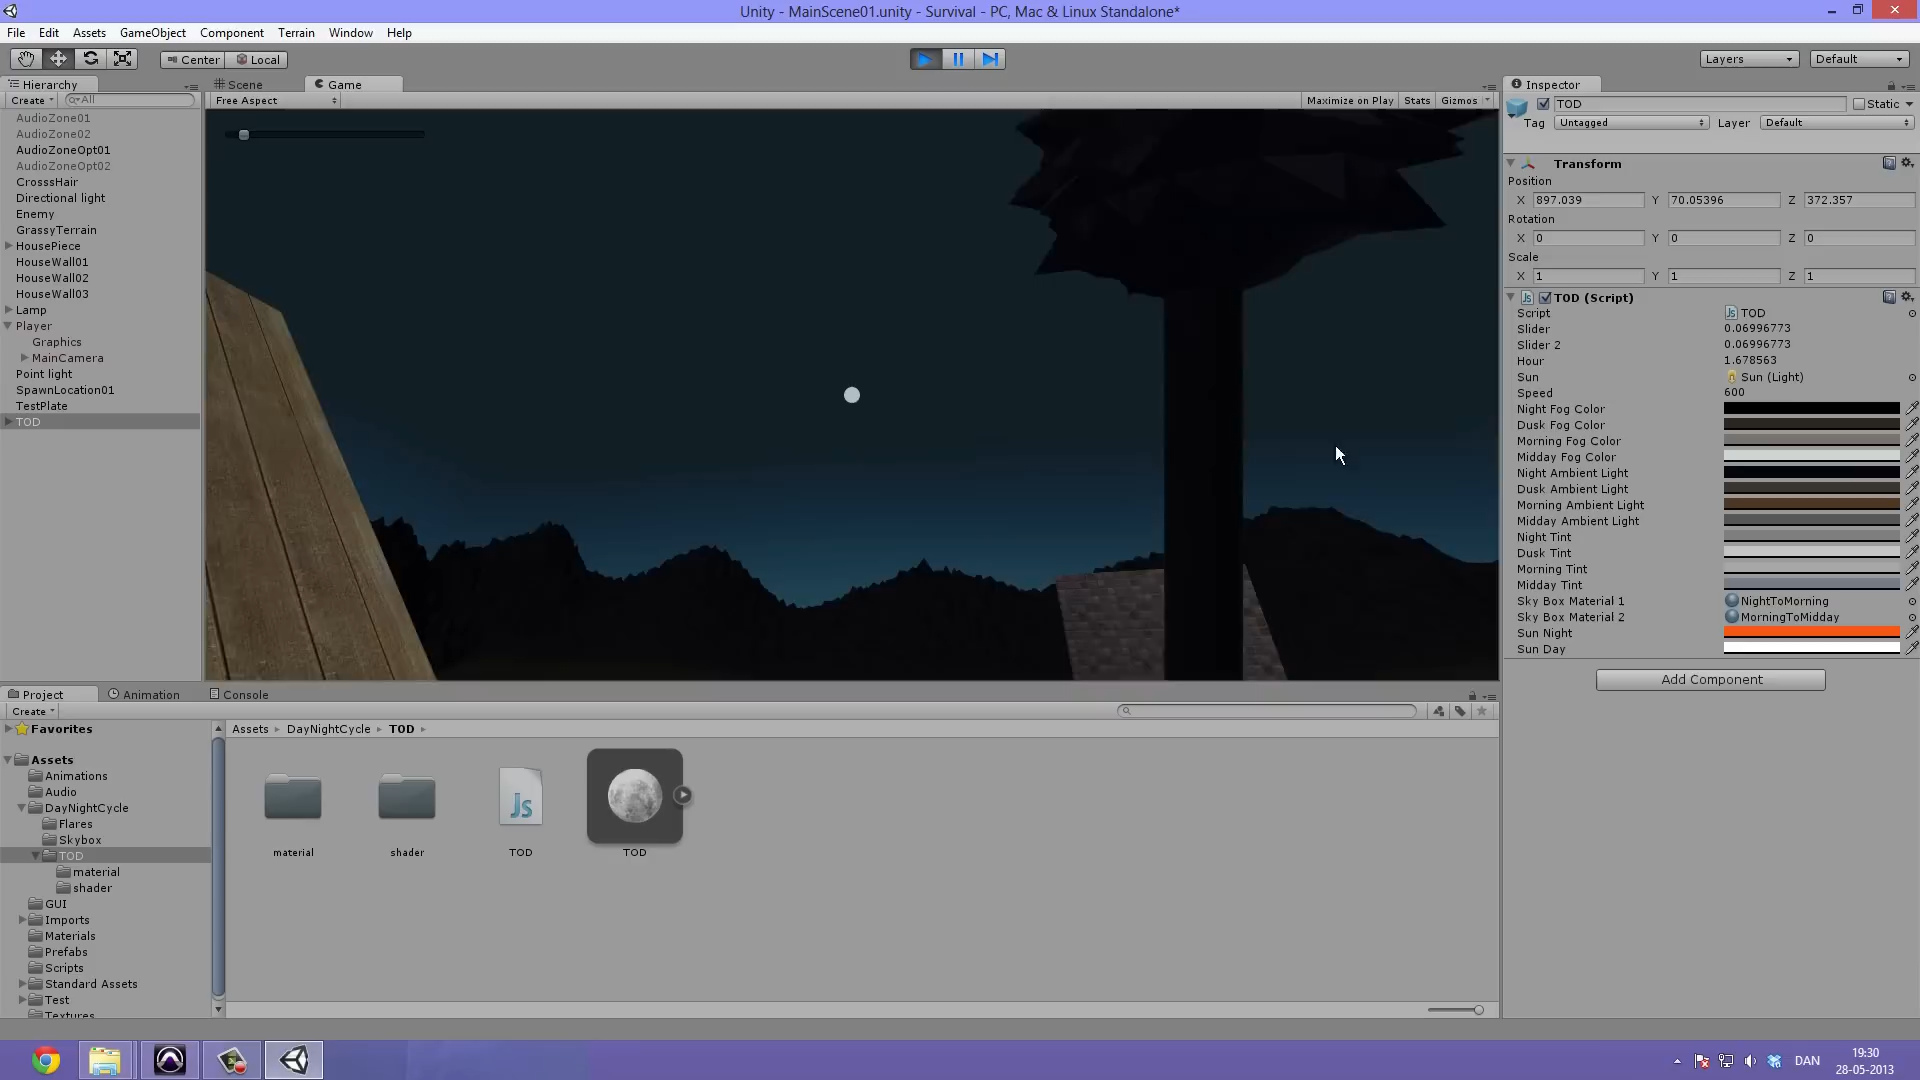 Unity - MainScene01.unity - Survival - PC, Mac & Linux Standalone*
File Edit Assets GameObject Component Terrain Window Help
Center Local Layers Default
Hierarchy
Create All
AudioZone01
AudioZone02
AudioZoneOpt01
AudioZoneOpt02
CrosssHair
Directional light
Enemy
GrassyTerrain
HousePiece
HouseWall01
HouseWall02
HouseWall03
Lamp
Player
Graphics
MainCamera
Point light
SpawnLocation01
TestPlate
TOD
Scene Game
Free Aspect Maximize on Play Stats Gizmos
Inspector
TOD Static
Tag Untagged Layer Default
Transform
Position
X 897.039 Y 70.05396 Z 372.357
Rotation
X 0 Y 0 Z 0
Scale
X 1 Y 1 Z 1
TOD (Script)
Script Js TOD
Slider 0.06996773
Slider 2 0.06996773
Hour 1.678563
Sun Sun (Light)
Speed 600
Night Fog Color
Dusk Fog Color
Morning Fog Color
Midday Fog Color
Night Ambient Light
Dusk Ambient Light
Morning Ambient Light
Midday Ambient Light
Night Tint
Dusk Tint
Morning Tint
Midday Tint
Sky Box Material 1 NightToMorning
Sky Box Material 2 MorningToMidday
Sun Night
Sun Day
Add Component
Project Animation Console
Create
Favorites
Assets
Animations
Audio
DayNightCycle
Flares
Skybox
TOD
material
shader
GUI
Imports
Materials
Prefabs
Scripts
Standard Assets
Test
Textures
Assets DayNightCycle TOD
Js
material shader TOD TOD
DAN
19:30
28-05-2013